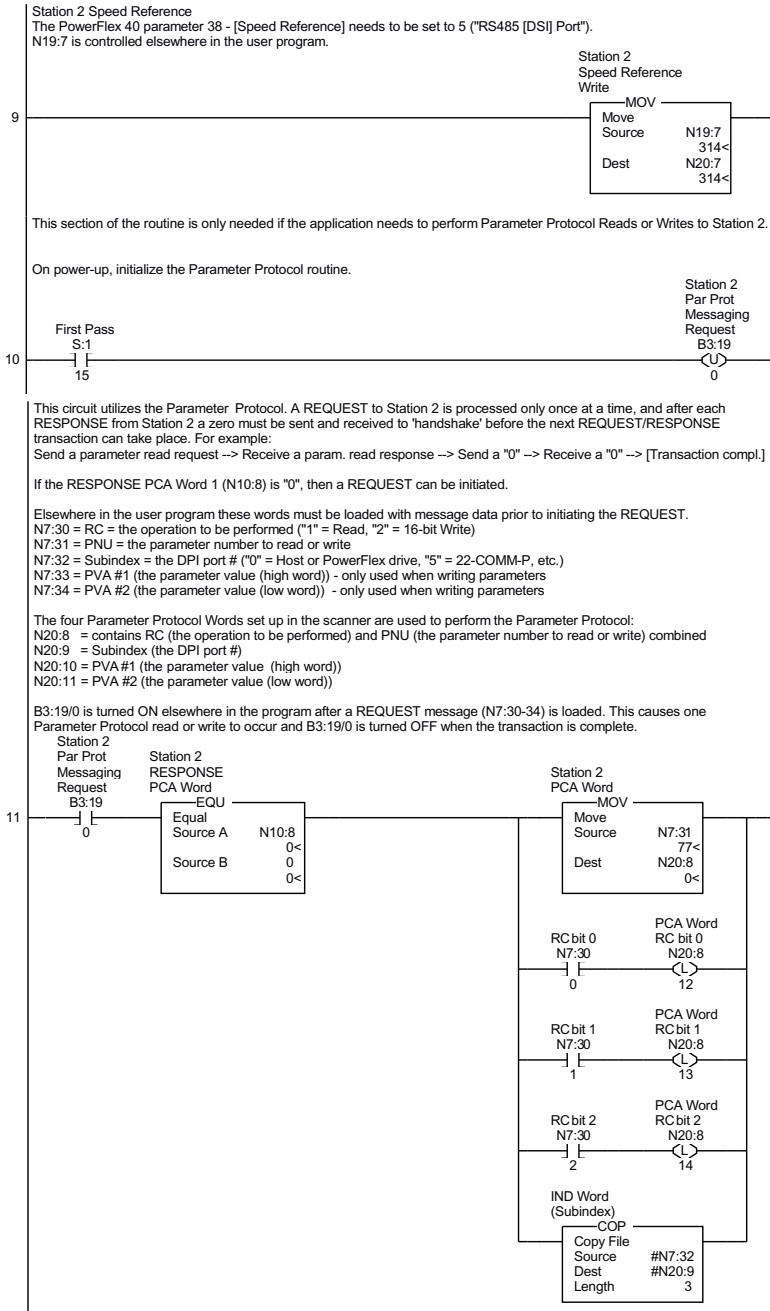 Station 2 Speed Reference
The PowerFlex 40 parameter 38 - [Speed Reference] needs to be set to 5 ("RS485 [DSI] Port").
N19:7 is controlled elsewhere in the user program.
Station 2
Speed Reference
Write
MOV
Move
Source N19:7
314<
Dest N20:7
314<
9
This section of the routine is only needed if the application needs to perform Parameter Protocol Reads or Writes to Station 2.
On power-up, initialize the Parameter Protocol routine.
Station 2
Par Prot
Messaging
Request
B3:19
U
0
First Pass
S:1
15
10
This circuit utilizes the Parameter Protocol. A REQUEST to Station 2 is processed only once at a time, and after each
RESPONSE from Station 2 a zero must be sent and received to 'handshake' before the next REQUEST/RESPONSE
transaction can take place. For example:
Send a parameter read request --> Receive a param. read response --> Send a "0" --> Receive a "0" --> [Transaction compl.]
If the RESPONSE PCA Word 1 (N10:8) is "0", then a REQUEST can be initiated.
Elsewhere in the user program these words must be loaded with message data prior to initiating the REQUEST.
N7:30 = RC = the operation to be performed ("1" = Read, "2" = 16-bit Write)
N7:31 = PNU = the parameter number to read or write
N7:32 = Subindex = the DPI port # ("0" = Host or PowerFlex drive, "5" = 22-COMM-P, etc.)
N7:33 = PVA #1 (the parameter value (high word)) - only used when writing parameters
N7:34 = PVA #2 (the parameter value (low word)) - only used when writing parameters
The four Parameter Protocol Words set up in the scanner are used to perform the Parameter Protocol:
N20:8 = contains RC (the operation to be performed) and PNU (the parameter number to read or write) combined
N20:9 = Subindex (the DPI port #)
N20:10 = PVA #1 (the parameter value (high word))
N20:11 = PVA #2 (the parameter value (low word))
B3:19/0 is turned ON elsewhere in the program after a REQUEST message (N7:30-34) is loaded. This causes one
Parameter Protocol read or write to occur and B3:19/0 is turned OFF when the transaction is complete.
Station 2
Par Prot
Messaging
Request
B3:19
0
Station 2
RESPONSE
PCA Word
EQU
Equal
Source A N10:8
0<
Source B 0
0<
11
Station 2
PCA Word
MOV
Move
Source N7:31
77<
Dest N20:8
0<
RC bit 0
N7:30
0
PCA Word
RC bit 0
N20:8
L
12
RC bit 1
N7:30
1
PCA Word
RC bit 1
N20:8
L
13
RC bit 2
N7:30
2
PCA Word
RC bit 2
N20:8
L
14
IND Word
(Subindex)
COP
Copy File
Source #N7:32
Dest #N20:9
Length 3